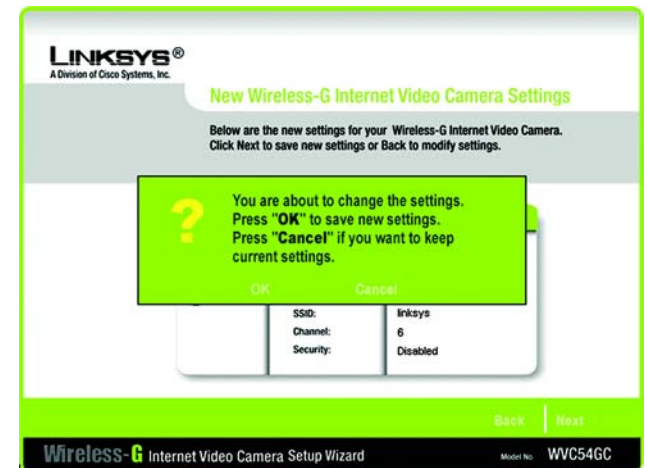 LINKSYS®
A Division of Cisco Systems, Inc.
New Wireless-G Internet Video Camera Settings
Below are the new settings for your Wireless-G Internet Video Camera.
Click Next to save new settings or Back to modify settings.
?
You are about to change the settings.
Press "OK" to save new settings.
Press "Cancel" if you want to keep
current settings.
OK Cancel
SSID: linksys
Channel: 6
Security: Disabled
Back Next
Wireless-G Internet Video Camera Setup Wizard Model No. WVC54GC